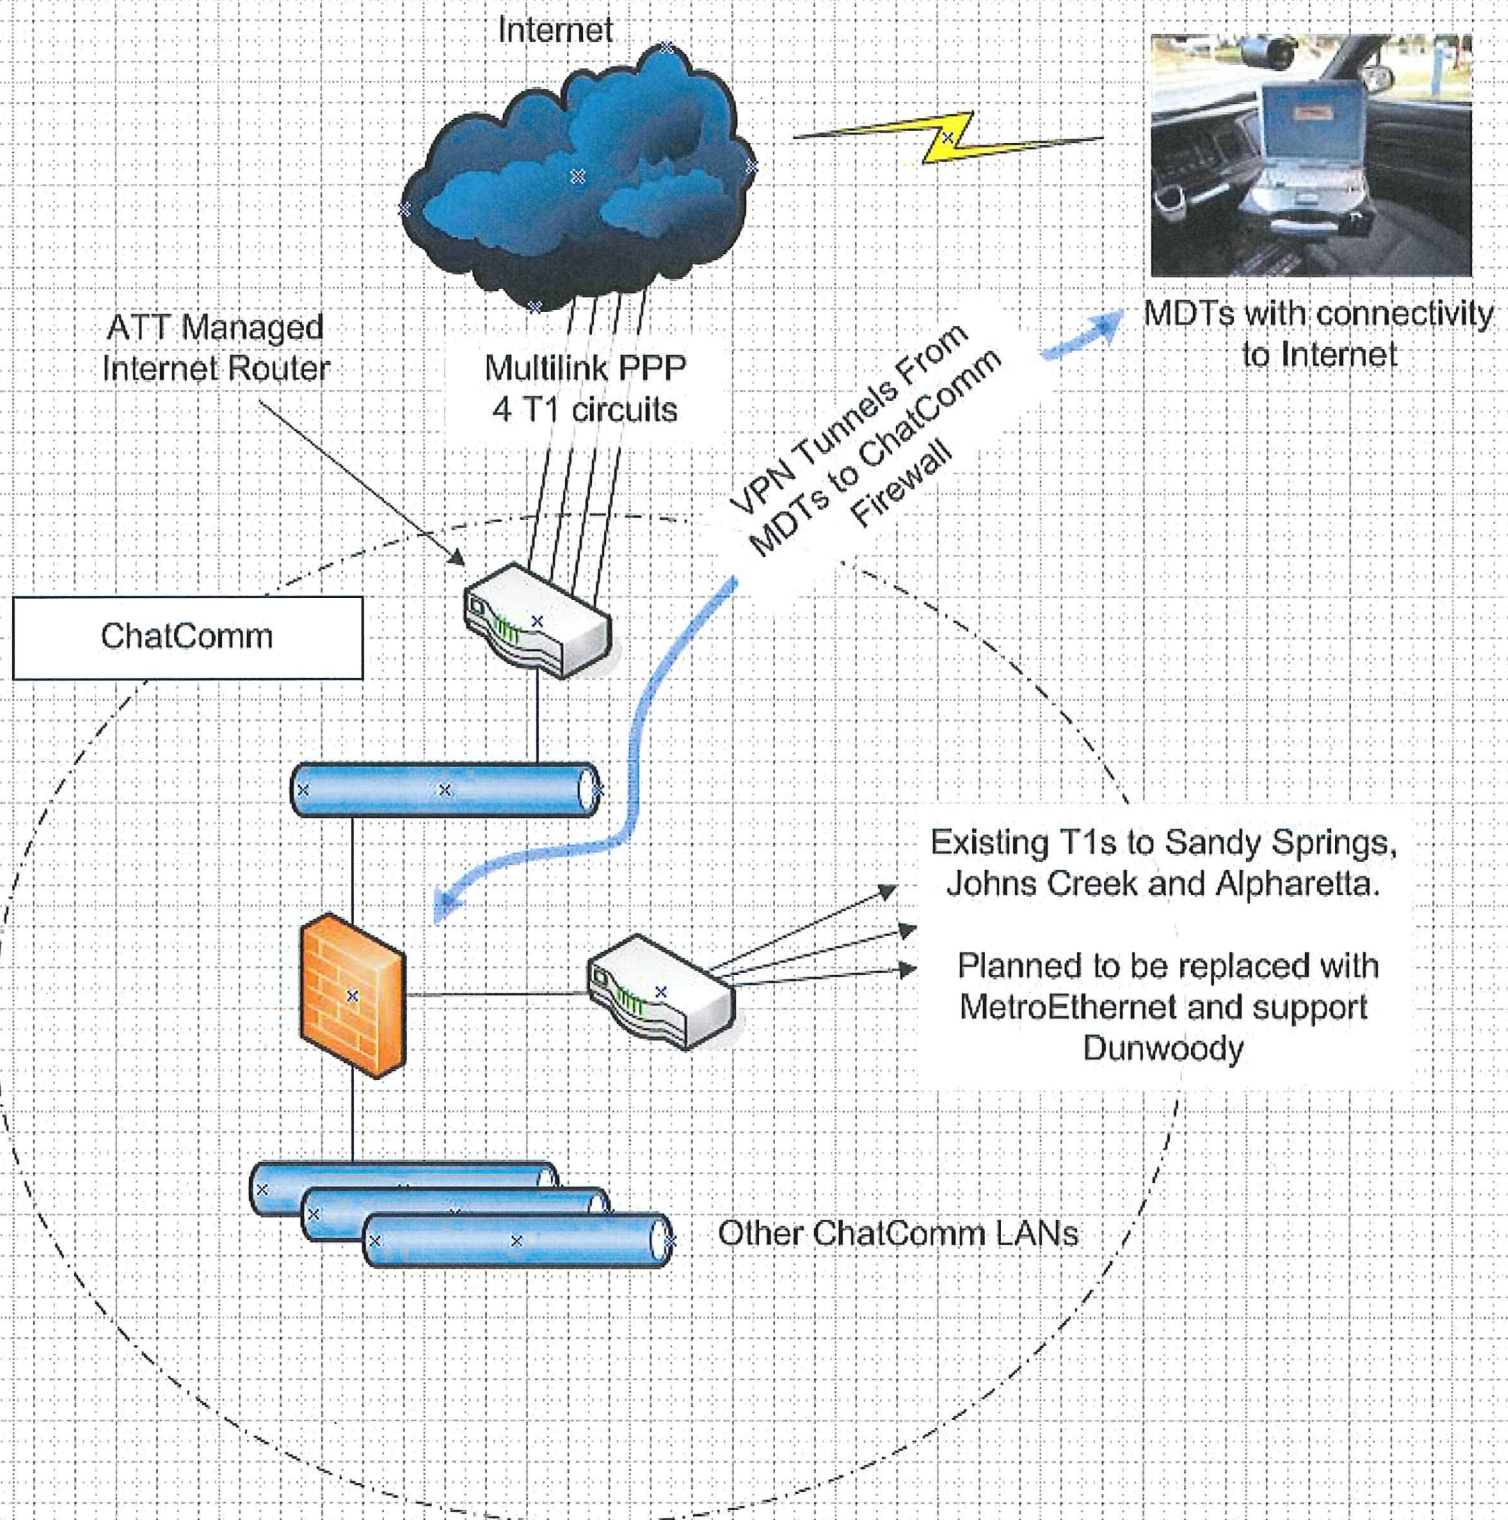 Internet
ATT Managed
Internet Router
Multilink PPP
4 T1 circuits
VPN Tunnels From
MDTs to ChatComm
Firewall
MDTs with connectivity
to Internet
ChatComm
Existing T1s to Sandy Springs,
Johns Creek and Alpharetta.
Planned to be replaced with
MetroEthernet and support
Dunwoody
Other ChatComm LANs